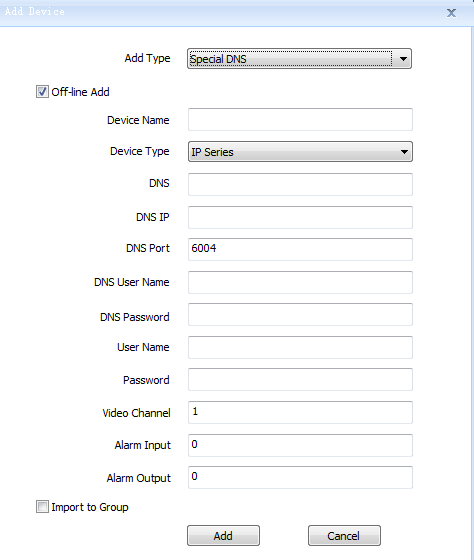 Add Device
Add Type Special DNS
Off-line Add
Device Name
Device Type IP Series
DNS
DNS IP
DNS Port 6004
DNS User Name
DNS Password
User Name
Password
Video Channel 1
Alarm Input 0
Alarm Output 0
Import to Group
Add Cancel